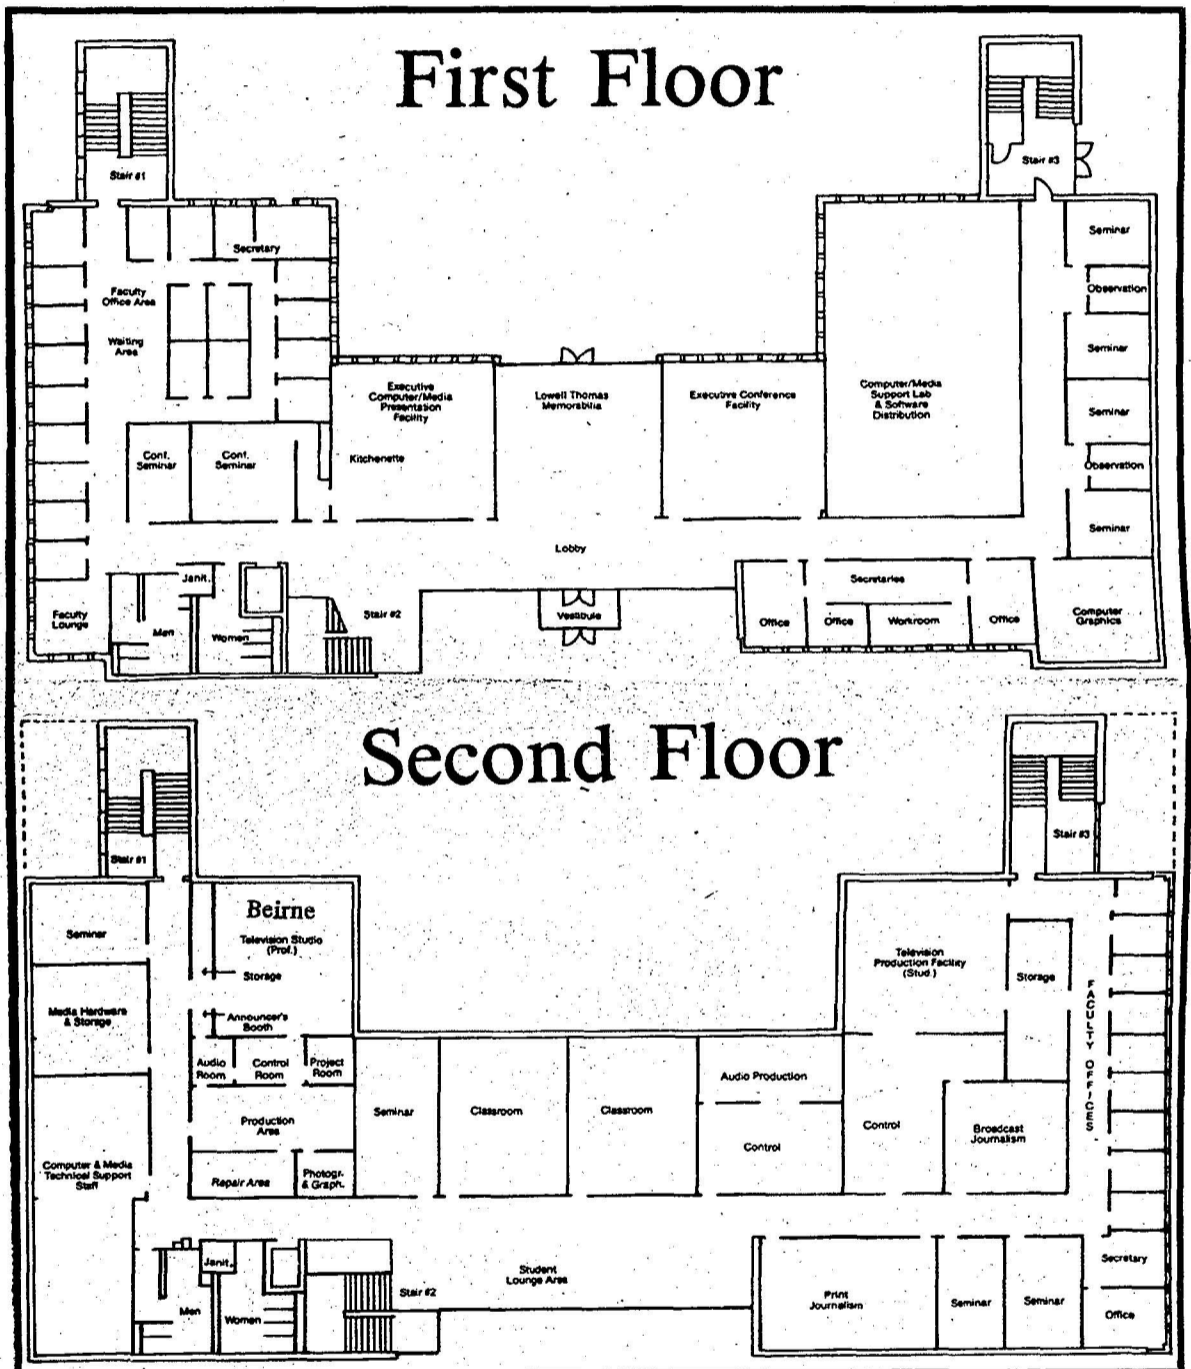 First Floor
Stair #1
Stair #3
Secretary
Faculty
Office Area
Waiting
Area
Conf.
Seminar
Conf.
Seminar
Executive
Computer/Media
Presentation
Facility
Kitchenette
Lowell Thomas
Memorabilia
Executive Conference
Facility
Computer/Media
Support Lab
& Software
Distribution
Seminar
Observation
Seminar
Seminar
Observation
Seminar
Lobby
Janit.
Faculty
Lounge
Men
Women
Stair #2
Vestibule
Secretaries
Office
Office
Workroom
Office
Computer
Graphics
Second Floor
Stair #1
Stair #3
Seminar
Media Hardware
& Storage
Computer & Media
Technical Support
Staff
Beirne
Television Studio
(Prof.)
Storage
Announcer's
Booth
Audio
Room
Control
Room
Project
Room
Production
Area
Repair Area
Photogr.
& Graph.
Seminar
Classroom
Classroom
Audio Production
Control
Television
Production Facility
(Stud.)
Storage
Control
Broadcast
Journalism
FACULTY OFFICES
Janit.
Men
Women
Stair #2
Student
Lounge Area
Print
Journalism
Seminar
Seminar
Secretary
Office